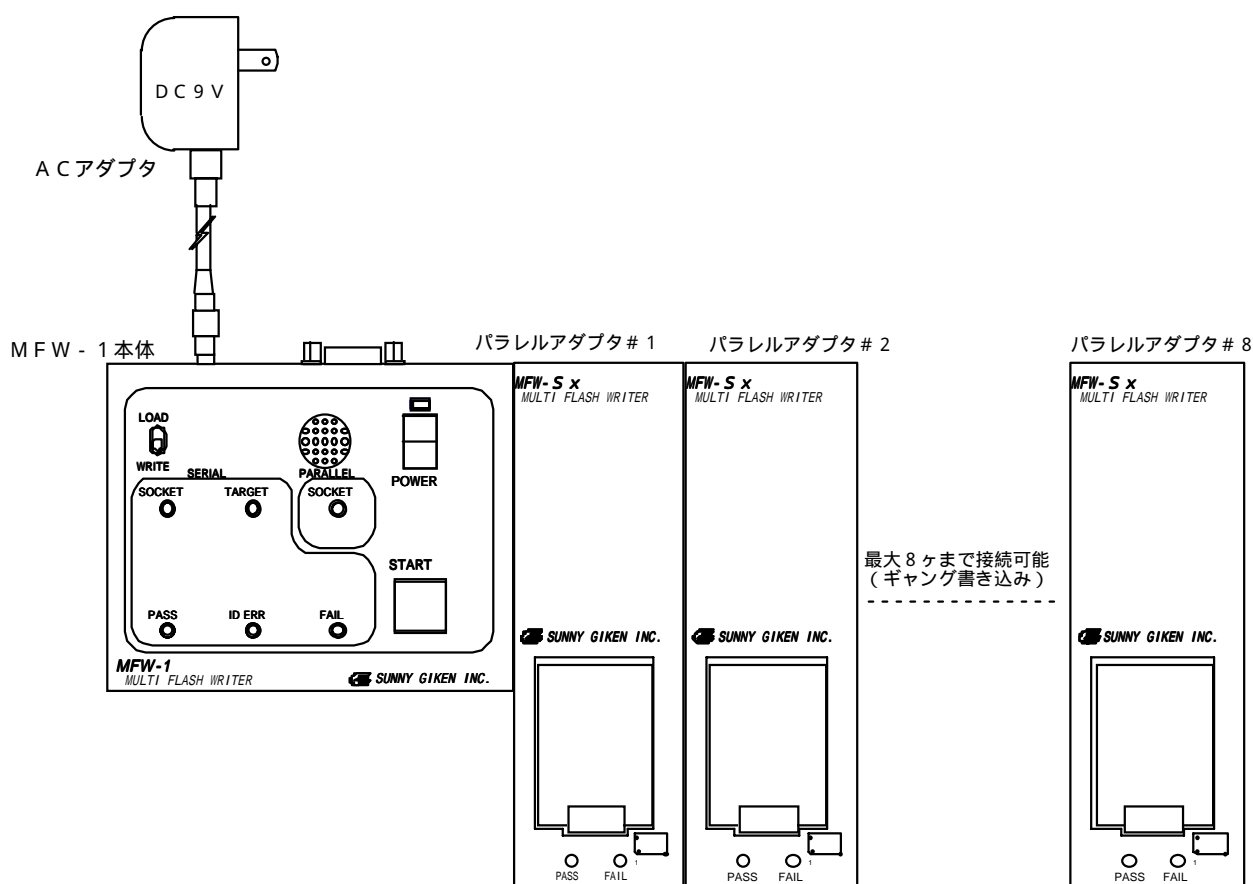 DC9V
ACアダプタ
MFW-1本体
パラレルアダプタ#1
パラレルアダプタ#2
パラレルアダプタ#8
LOAD
WRITE
SERIAL
PARALLEL
POWER
SOCKET
TARGET
SOCKET
START
PASS
ID ERR
FAIL
MFW-1
MULTI FLASH WRITER
SUNNY GIKEN INC.
MFW-S x
MULTI FLASH WRITER
SUNNY GIKEN INC.
1
PASS
FAIL
MFW-S x
MULTI FLASH WRITER
SUNNY GIKEN INC.
1
PASS
FAIL
最大8ヶまで接続可能
(ギャング書き込み)
MFW-S x
MULTI FLASH WRITER
SUNNY GIKEN INC.
1
PASS
FAIL